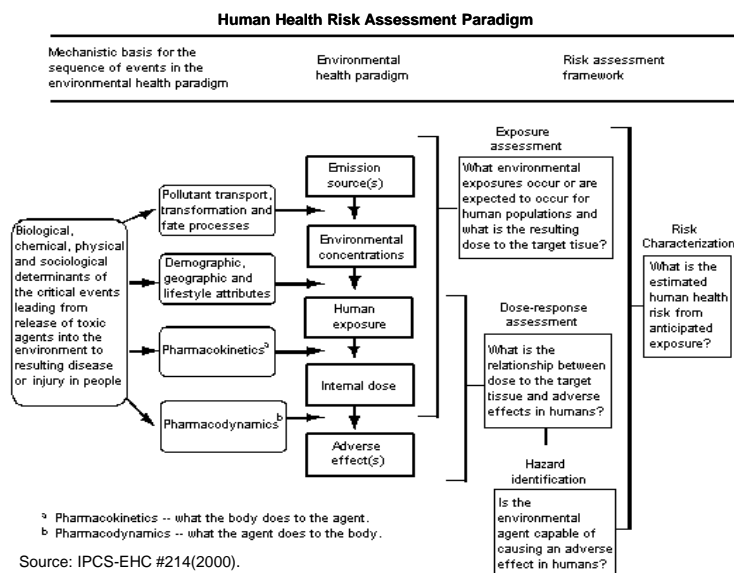 Human Health Risk Assessment Paradigm
Mechanistic basis for the
sequence of events in the
environmental health paradigm
Environmental
health paradigm
Risk assessment
framework
Biological,
chemical, physical
and sociological
determinants of
the critical events
leading from
release of toxic
agents into the
environment to
resulting disease
or injury in people
Pollutant transport,
transformation and
fate processes
Demographic,
geographic and
lifestyle attributes
Pharmacokinetics a
Pharmacodynamics b
Emission
source(s)
Environmental
concentrations
Human
exposure
Internal dose
Adverse
effect(s)
Exposure
assessment
What environmental
exposures occur or are
expected to occur for
human populations and
what is the resulting
dose to the target tisue?
Dose-response
assessment
What is the
relationship between
dose to the target
tissue and adverse
effects in humans?
Hazard
identification
Is the
environmental
agent capable of
causing an adverse
effect in humans?
Risk
Characterization
What is the
estimated
human health
risk from
anticipated
exposure?
a Pharmacokinetics -- what the body does to the agent.
b Pharmacodynamics -- what the agent does to the body.
Source: IPCS-EHC #214(2000).